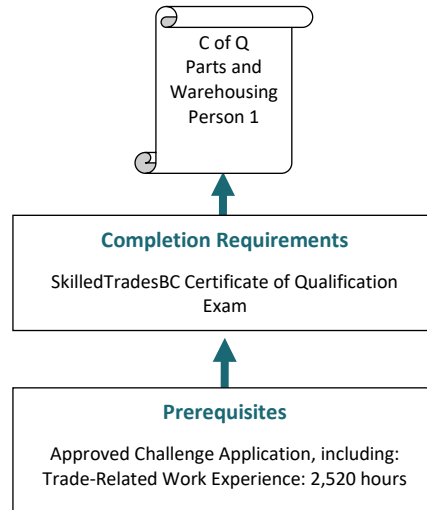 C of Q
Parts and
Warehousing
Person 1
Completion Requirements
SkilledTradesBC Certificate of Qualification
Exam
Prerequisites
Approved Challenge Application, including:
Trade-Related Work Experience: 2,520 hours